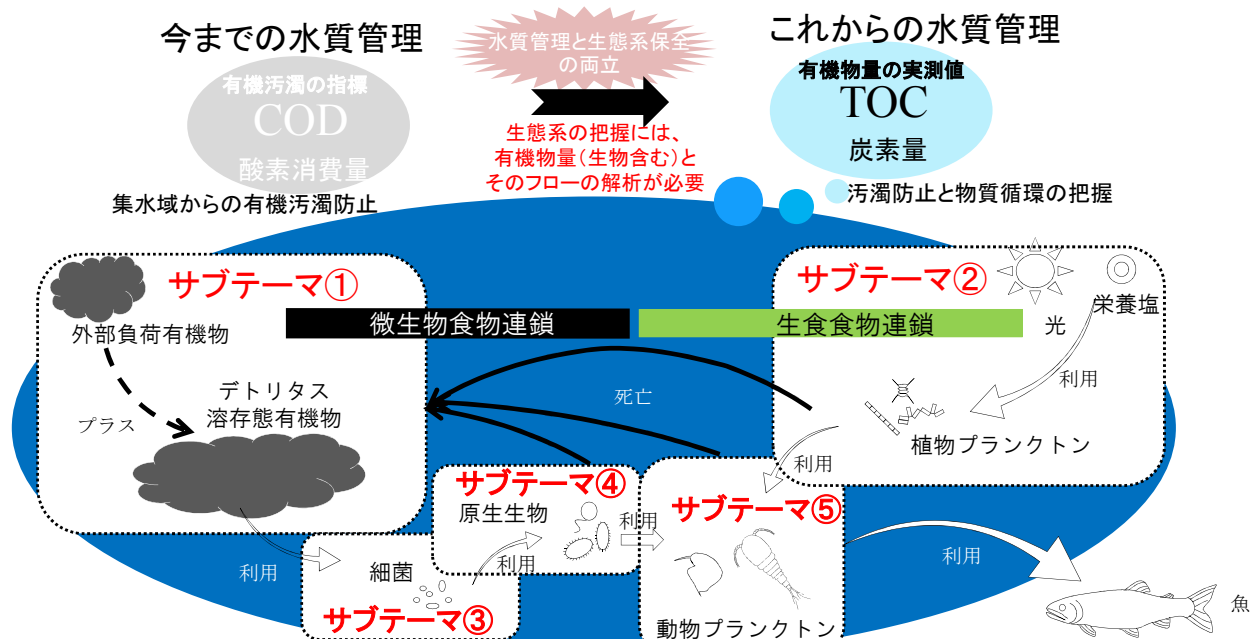 今までの水質管理
有機汚濁の指標
COD
酸素消費量
集水域からの有機汚濁防止
水質管理と生態系保全
の両立
生態系の把握には、
有機物量(生物含む)と
そのフローの解析が必要
これからの水質管理
有機物量の実測値
TOC
炭素量
汚濁防止と物質循環の把握
サブテーマ①
外部負荷有機物
プラス
デトリタス
溶存態有機物
微生物食物連鎖
生食食物連鎖
サブテーマ②
光
栄養塩
利用
植物プランクトン
死亡
利用
サブテーマ④
原生生物
利用
サブテーマ⑤
動物プランクトン
利用
細菌
利用
サブテーマ③
利用
魚